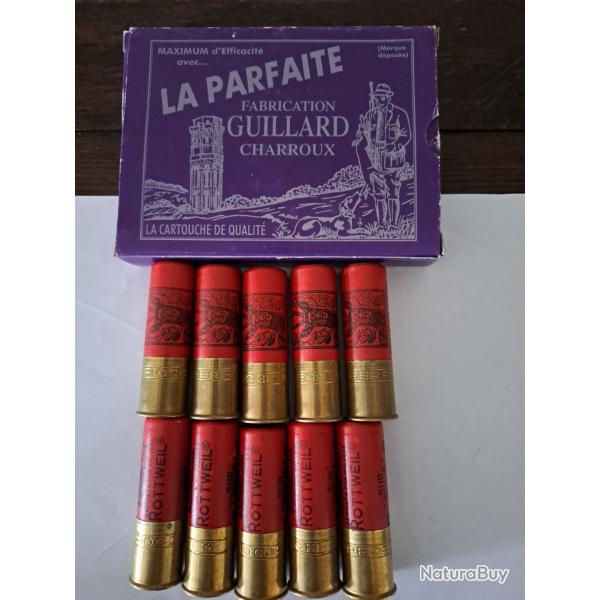 MAXIMUM d'Efficacité
avec...
(Marque
déposée)
LA PARFAITE
FABRICATION
GUILLARD
CHARROUX
LA CARTOUCHE DE QUALITÉ
ROTTWEIL®
ROTTWEIL®
ROTTWEIL®
ROTTWEIL®
ROTTWEIL®
NaturaBuy